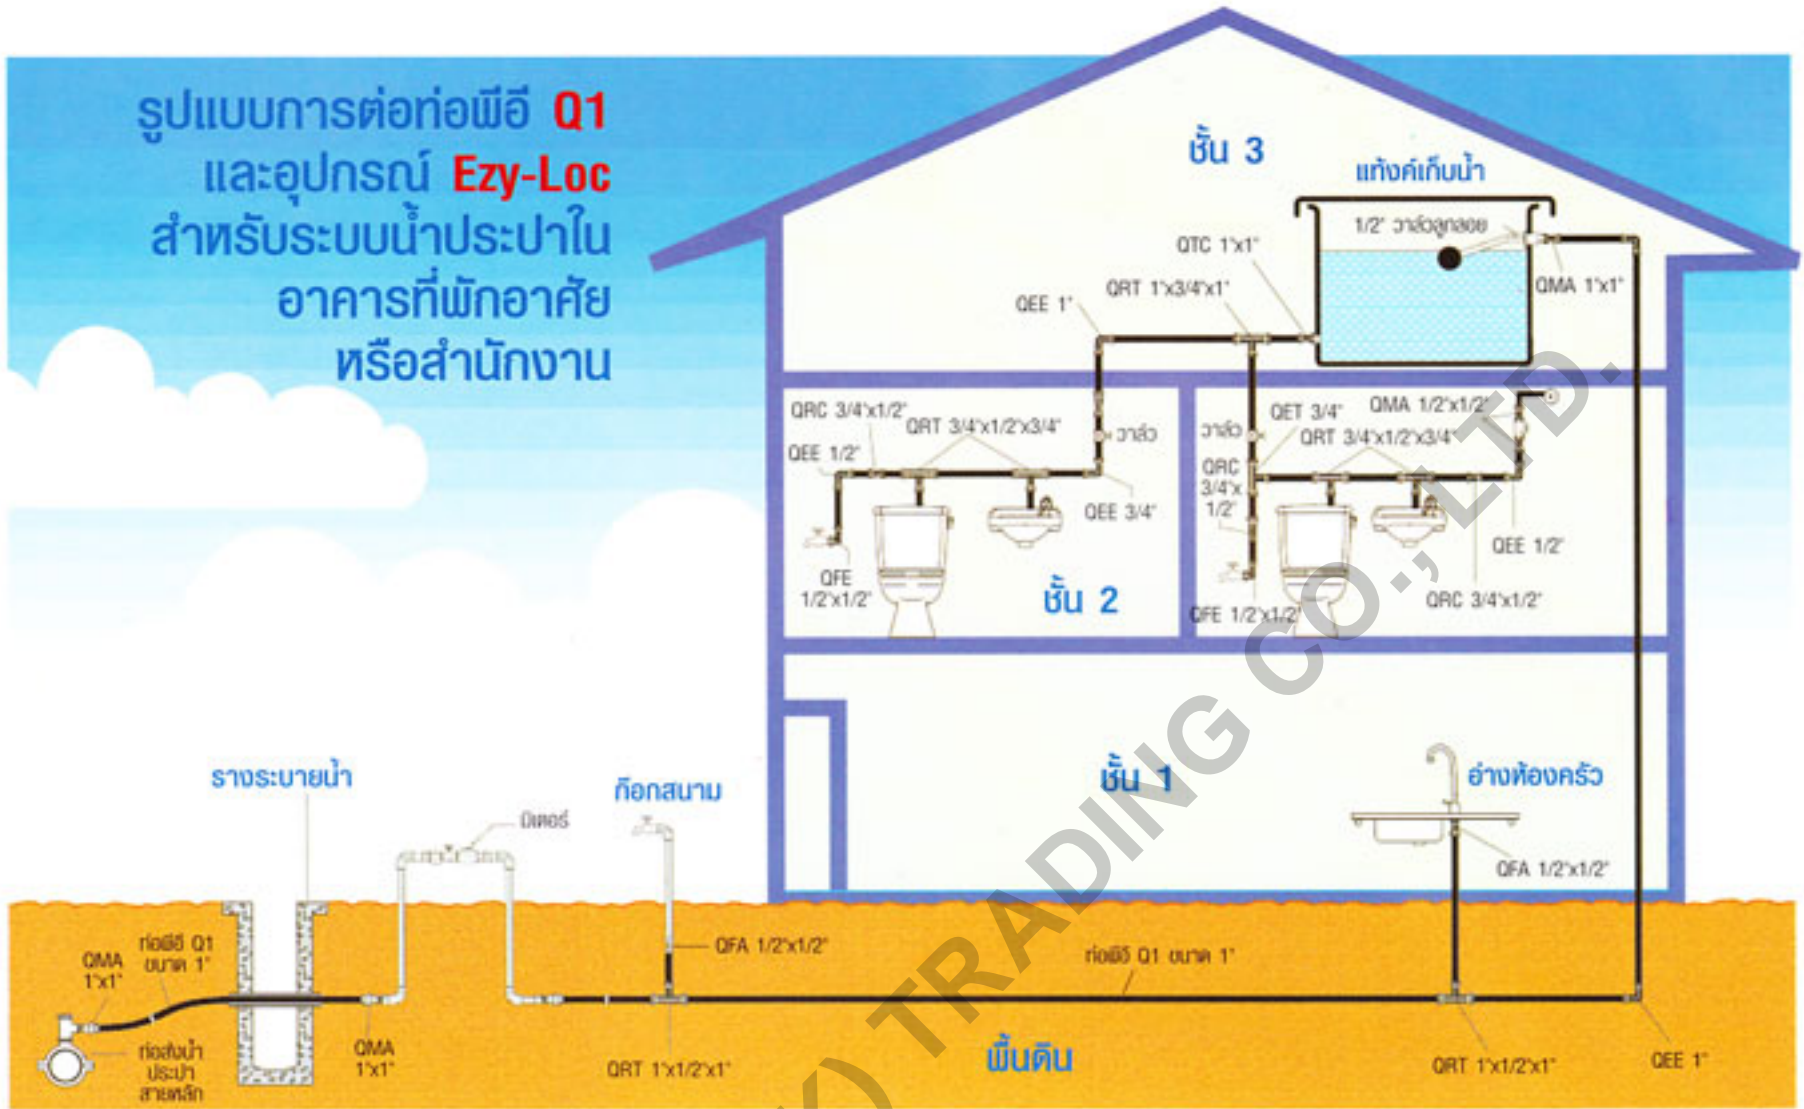 รูปแบบการต่อท่อพีอี Q1
และอุปกรณ์ Ezy-Loc
สำหรับระบบน้ำประปาใน
อาคารที่พักอาศัย
หรือสำนักงาน
ชั้น 3
แท้งค์เก็บน้ำ
1/2" วาล์วลูกลอย
QTC 1"x1"
QMA 1"x1"
QRT 1"x3/4"x1"
QEE 1"
QRC 3/4"x1/2"
QRT 3/4"x1/2"x3/4"
วาล์ว
QEE 1/2"
QEE 3/4"
QFE
1/2"x1/2"
ชั้น 2
วาล์ว
QET 3/4"
QMA 1/2"x1/2"
QRT 3/4"x1/2"x3/4"
QRC
3/4"x
1/2"
QEE 1/2"
QRC 3/4"x1/2"
QFE 1/2"x1/2"
ชั้น 1
อ่างห้องครัว
QFA 1/2"x1/2"
รางระบายน้ำ
มิเตอร์
ก๊อกสนาม
QMA
1"x1"
ท่อพีอี Q1
ขนาด 1"
QFA 1/2"x1/2"
ท่อพีอี Q1 ขนาด 1"
ท่อส่งน้ำ
ประปา
สายหลัก
QMA
1"x1"
QRT 1"x1/2"x1"
พื้นดิน
QRT 1"x1/2"x1"
QEE 1"
K) TRADING CO., LTD.